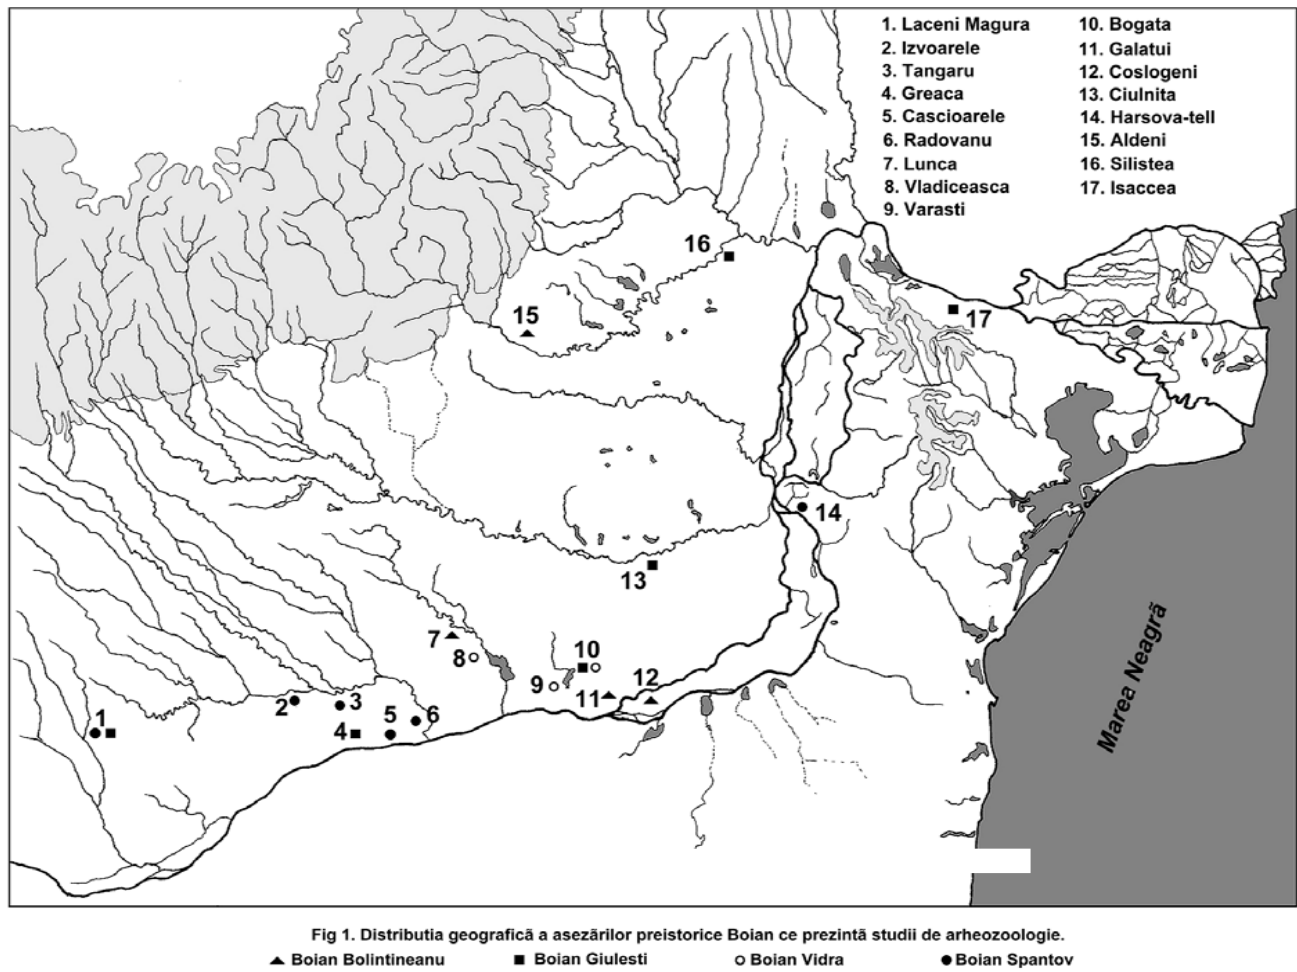 1. Laceni Magura
2. Izvoarele
3. Tangaru
4. Greaca
5. Cascioarele
6. Radovanu
7. Lunca
8. Vladiceasca
9. Varasti
10. Bogata
11. Galatui
12. Coslogeni
13. Ciulnita
14. Harsova-tell
15. Aldeni
16. Silistea
17. Isaccea
16
15
17
14
13
7
8
10
9
11
12
2
3
1
4
5
6
Marea Neagră
Fig 1. Distributia geografică a asezărilor preistorice Boian ce prezintă studii de arheozoologie.
▲ Boian Bolintineanu ■ Boian Giulesti ○ Boian Vidra ● Boian Spantov